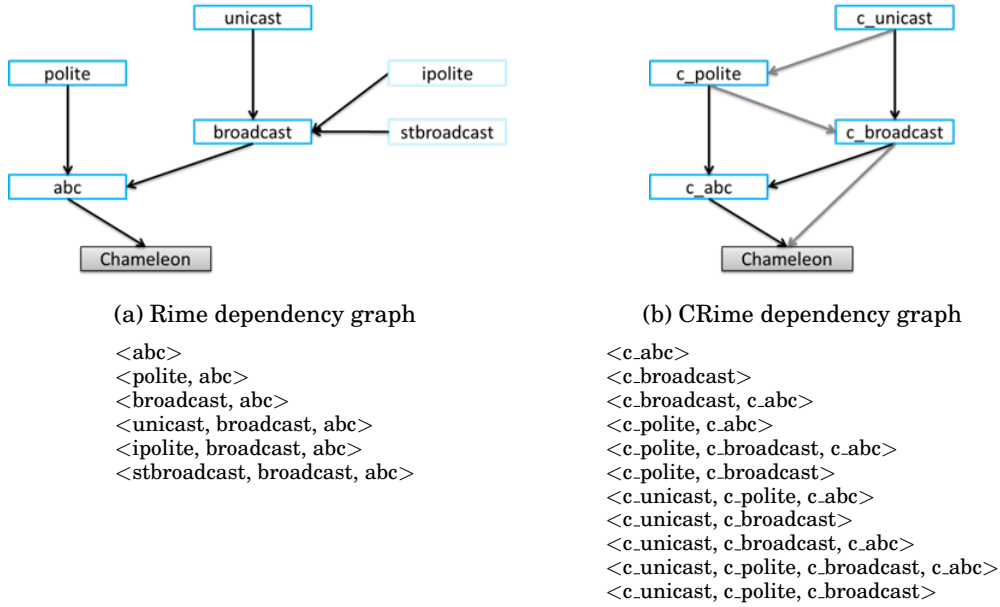 unicast
polite
ipolite
broadcast
stbroadcast
abc
Chameleon
(a) Rime dependency graph
<abc>
<polite, abc>
<broadcast, abc>
<unicast, broadcast, abc>
<ipolite, broadcast, abc>
<stbroadcast, broadcast, abc>
c_unicast
c_polite
c_broadcast
c_abc
Chameleon
(b) CRime dependency graph
<c_abc>
<c_broadcast>
<c_broadcast, c_abc>
<c_polite, c_abc>
<c_polite, c_broadcast, c_abc>
<c_polite, c_broadcast>
<c_unicast, c_polite, c_abc>
<c_unicast, c_broadcast>
<c_unicast, c_broadcast, c_abc>
<c_unicast, c_polite, c_broadcast, c_abc>
<c_unicast, c_polite, c_broadcast>